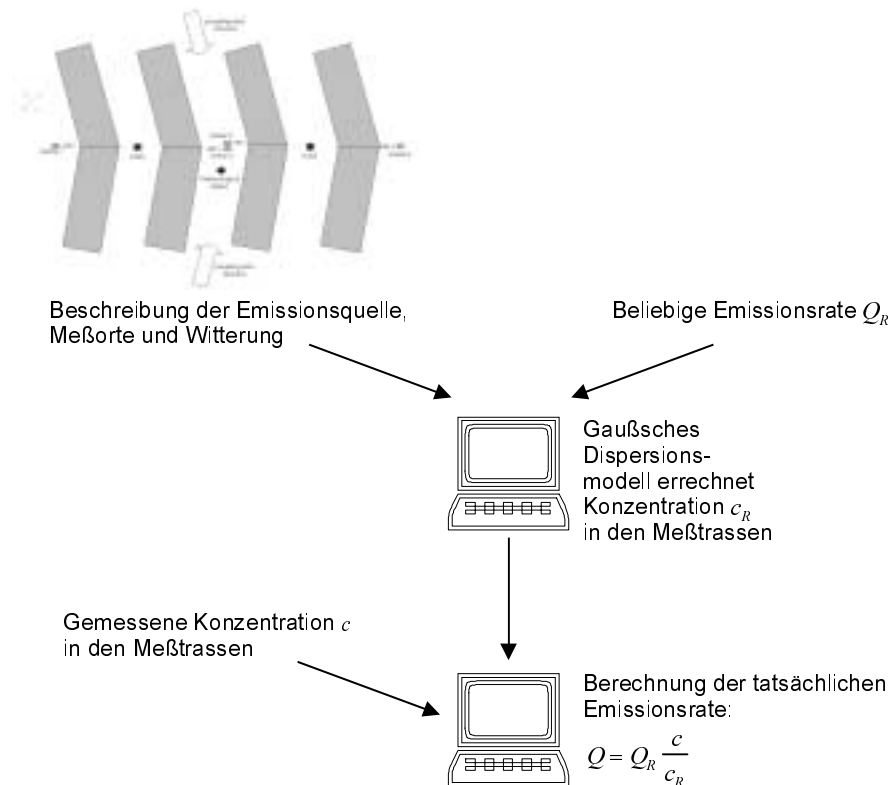 Beschreibung der Emissionsquelle,
Meßorte und Witterung
Beliebige Emissionsrate Q_R
Gaußsches
Dispersions-
modell errechnet
Konzentration c_R
in den Meßtrassen
Gemessene Konzentration c
in den Meßtrassen
Berechnung der tatsächlichen
Emissionsrate:
Q = Q_R c/c_R